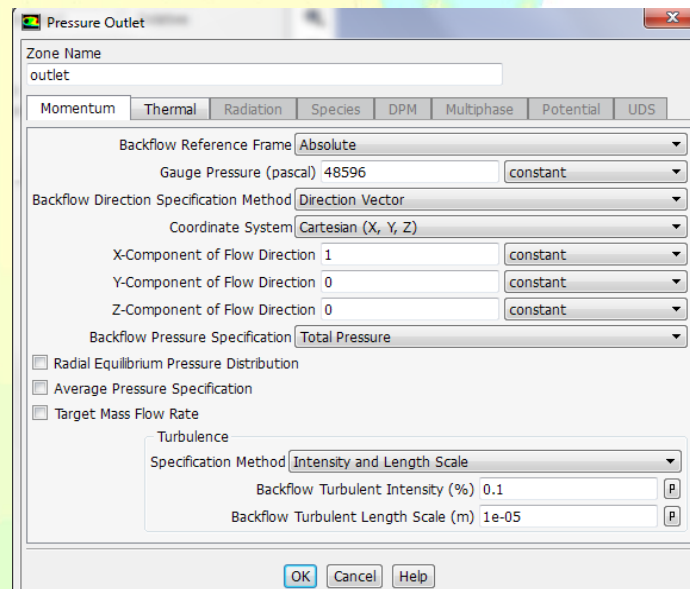 Pressure Outlet
Zone Name
outlet
Momentum Thermal Radiation Species DPM Multiphase Potential UDS
Backflow Reference Frame Absolute
Gauge Pressure (pascal) 48596 constant
Backflow Direction Specification Method Direction Vector
Coordinate System Cartesian (X, Y, Z)
X-Component of Flow Direction 1 constant
Y-Component of Flow Direction 0 constant
Z-Component of Flow Direction 0 constant
Backflow Pressure Specification Total Pressure
Radial Equilibrium Pressure Distribution
Average Pressure Specification
Target Mass Flow Rate
Turbulence
Specification Method Intensity and Length Scale
Backflow Turbulent Intensity (%) 0.1 P
Backflow Turbulent Length Scale (m) 1e-05 P
OK Cancel Help